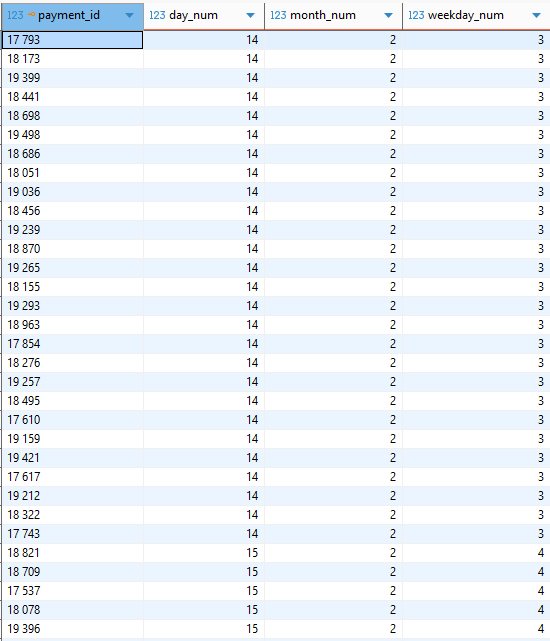 123 payment_id 123 day_num 123 month_num 123 weekday_num
17 793 14 2 3
18 173 14 2 3
19 399 14 2 3
18 441 14 2 3
18 698 14 2 3
19 498 14 2 3
18 686 14 2 3
18 051 14 2 3
19 036 14 2 3
18 456 14 2 3
19 239 14 2 3
18 870 14 2 3
19 265 14 2 3
18 155 14 2 3
19 293 14 2 3
18 963 14 2 3
17 854 14 2 3
18 276 14 2 3
19 257 14 2 3
18 495 14 2 3
17 610 14 2 3
19 159 14 2 3
19 421 14 2 3
17 617 14 2 3
19 212 14 2 3
18 322 14 2 3
17 743 14 2 3
18 821 15 2 4
18 709 15 2 4
17 537 15 2 4
18 078 15 2 4
19 396 15 2 4